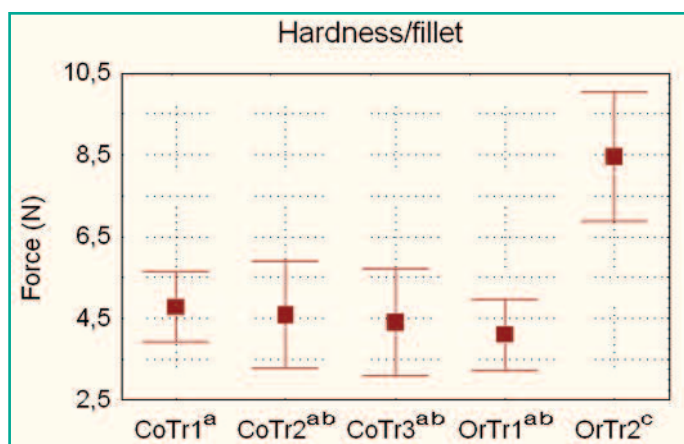 Hardness/fillet
10,5
8,5
6,5
4,5
2,5
Force (N)
CoTr1ᵃ CoTr2ᵃᵇ CoTr3ᵃᵇ OrTr1ᵃᵇ OrTr2ᶜ